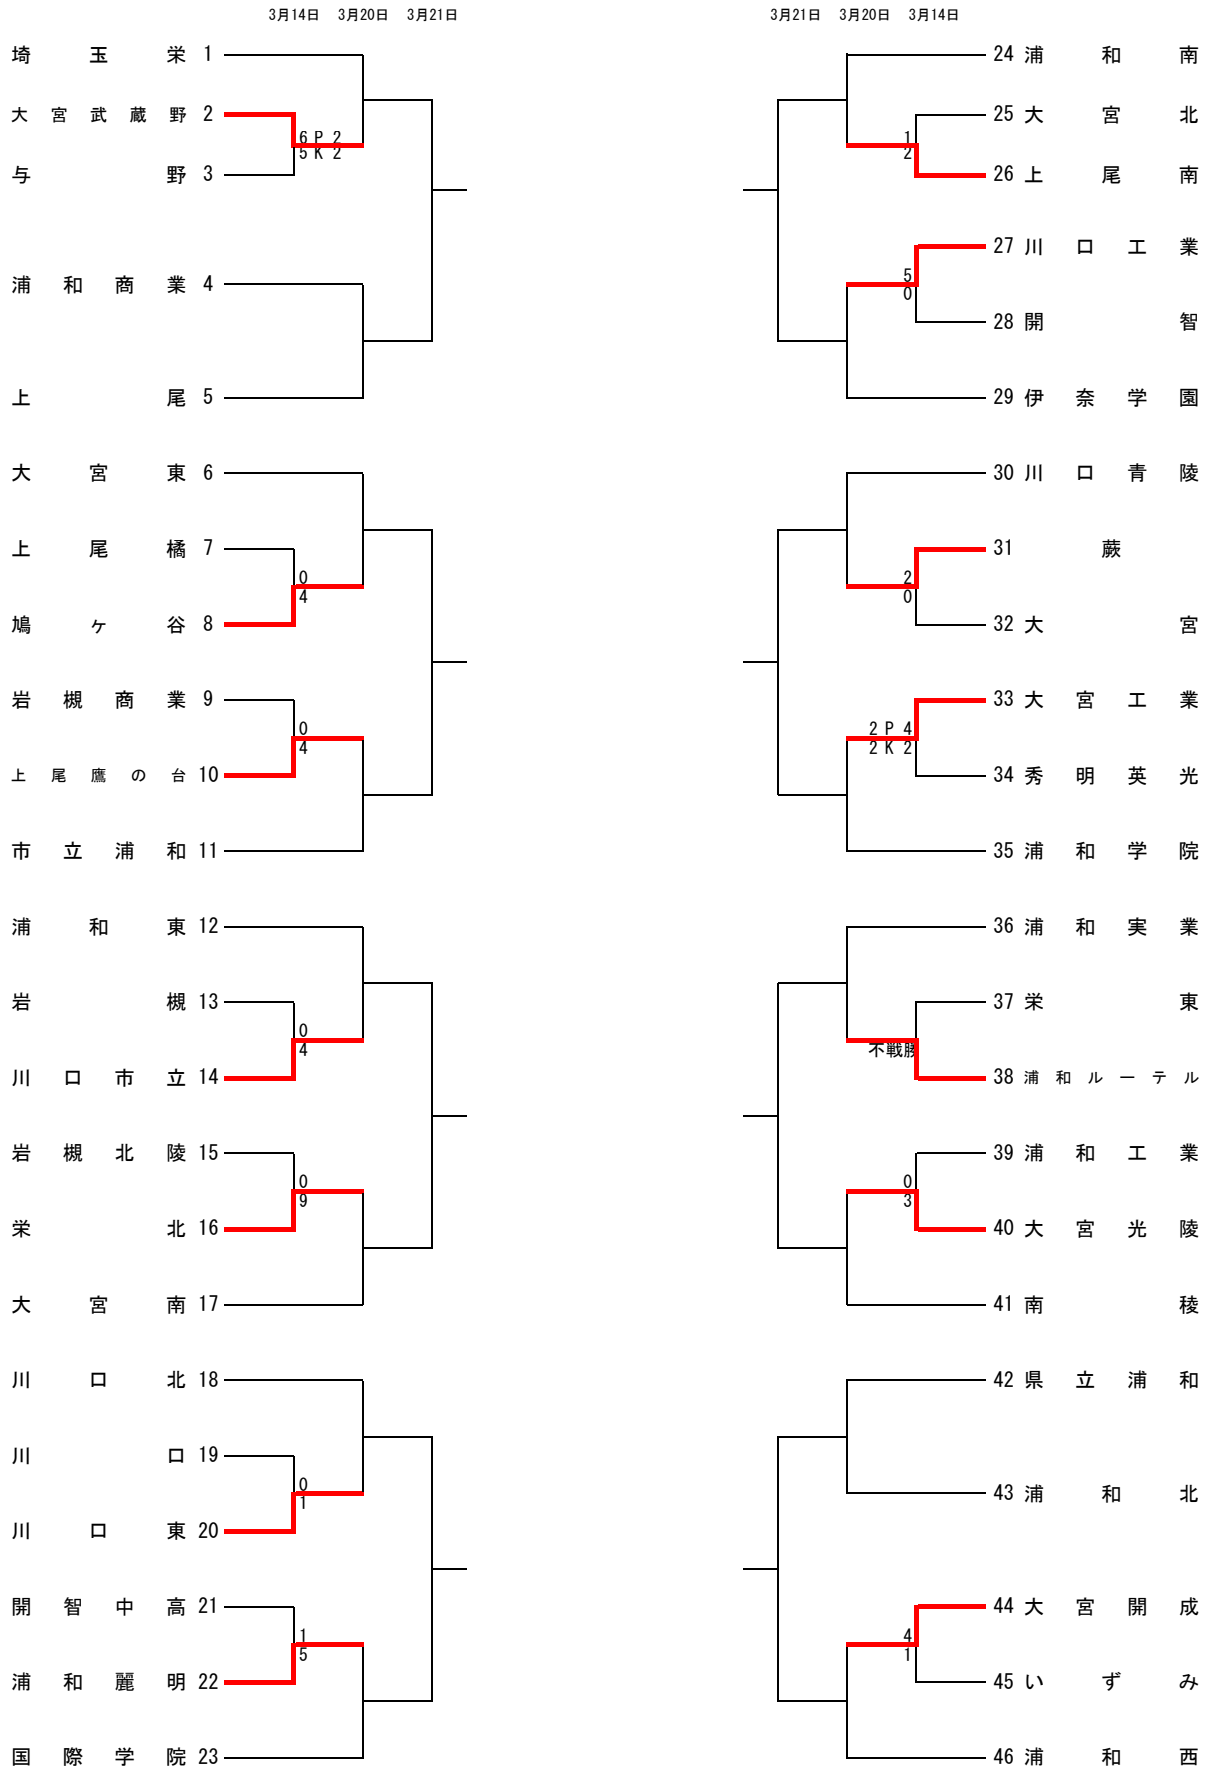 3月14日 3月20日 3月21日 3月21日 3月20日 3月14日
埼玉栄 1
24 浦和南
大宮武蔵野 2
25 大宮北
6 P 2
5 K 2
1
2
与野 3
26 上尾南
27 川口工業
浦和商業 4
5
0
28 開智
上尾 5
29 伊奈学園
大宮東 6
30 川口青陵
上尾橘 7
31 蕨
0
4
2
0
鳩ヶ谷 8
32 大宮
岩槻商業 9
33 大宮工業
0
4
2 P 4
2 K 2
上尾鷹の台 10
34 秀明英光
市立浦和 11
35 浦和学院
浦和東 12
36 浦和実業
岩槻 13
37 栄東
0
4
不戦勝
川口市立 14
38 浦和ルーテル
岩槻北陵 15
39 浦和工業
0
9
0
3
栄北 16
40 大宮光陵
大宮南 17
41 南稜
川口北 18
42 県立浦和
川口 19
0
1
43 浦和北
川口東 20
開智中高 21
44 大宮開成
1
5
4
1
浦和麗明 22
45 いずみ
国際学院 23
46 浦和西